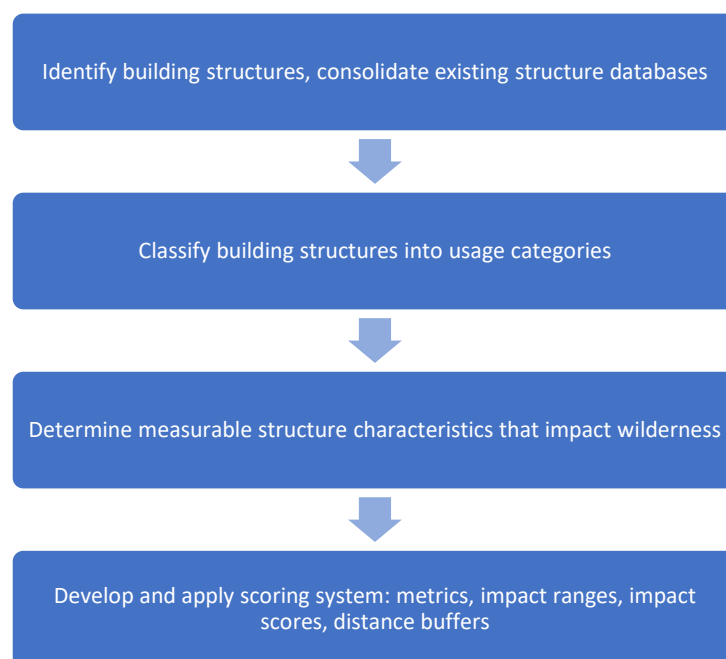 Identify building structures, consolidate existing structure databases
Classify building structures into usage categories
Determine measurable structure characteristics that impact wilderness
Develop and apply scoring system: metrics, impact ranges, impact
scores, distance buffers